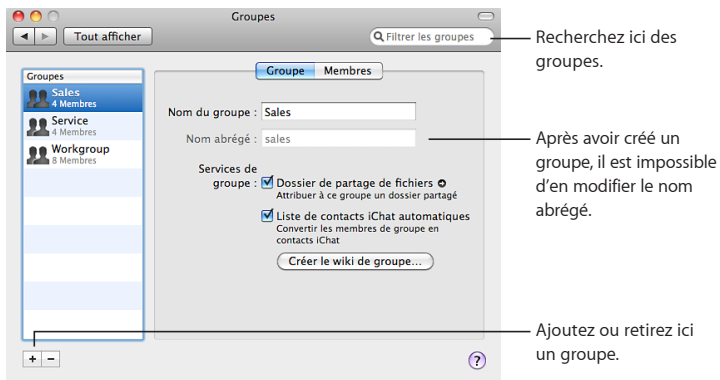 Groupes
Tout afficher
Filtrer les groupes
Recherchez ici des
groupes.
Groupes
Sales
4 Membres
Service
4 Membres
Workgroup
8 Membres
Groupe Membres
Nom du groupe : Sales
Nom abrégé : sales
Après avoir créé un
groupe, il est impossible
d’en modifier le nom
abrégé.
Services de
groupe :
Dossier de partage de fichiers
Attribuer à ce groupe un dossier partagé
Liste de contacts iChat automatiques
Convertir les membres de groupe en
contacts iChat
Créer le wiki de groupe...
+ −
?
Ajoutez ou retirez ici
un groupe.